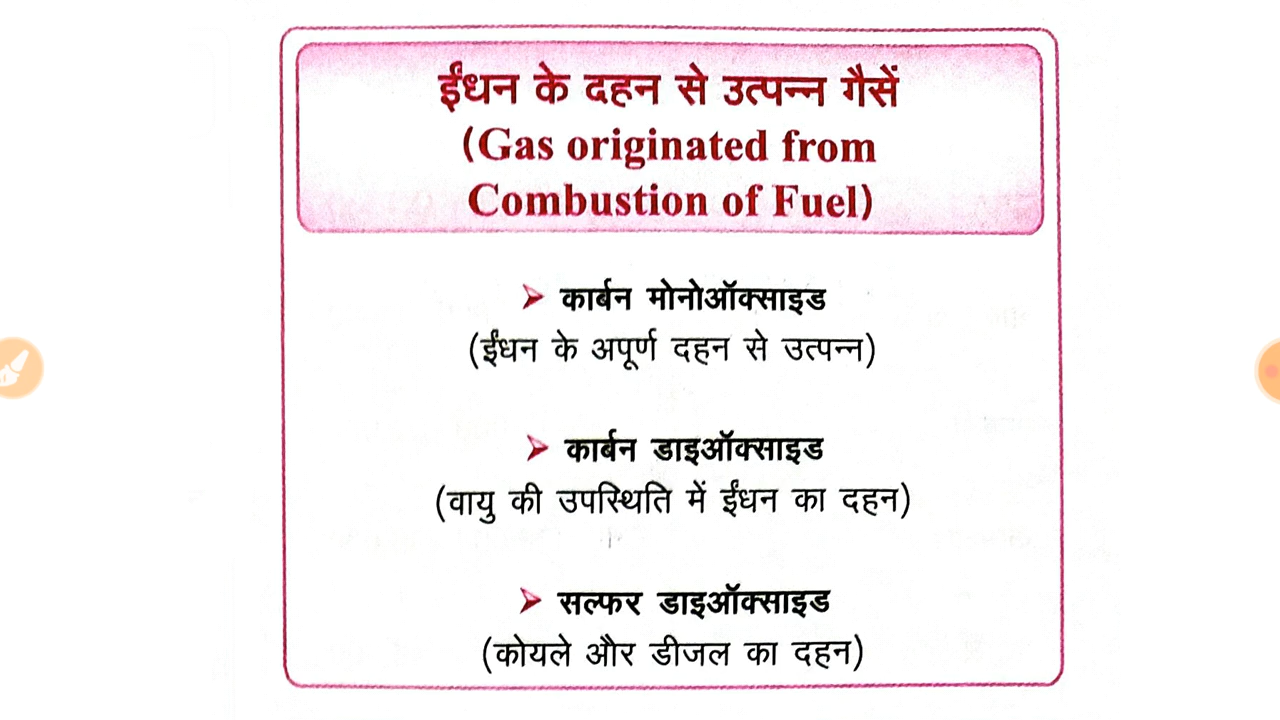 ईंधन के दहन से उत्पन्न गैसें
(Gas originated from
Combustion of Fuel)
➤ कार्बन मोनोऑक्साइड
(ईंधन के अपूर्ण दहन से उत्पन्न)
➤ कार्बन डाइऑक्साइड
(वायु की उपस्थिति में ईंधन का दहन)
➤ सल्फर डाइऑक्साइड
(कोयले और डीजल का दहन)